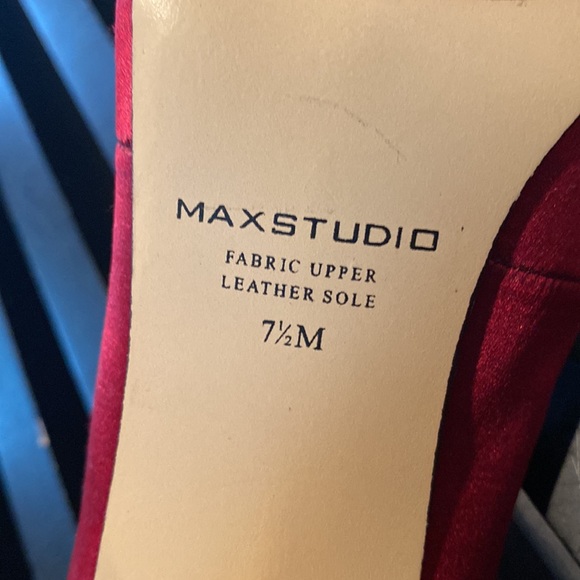 MAXSTUDIO
FABRIC UPPER
LEATHER SOLE
7½M